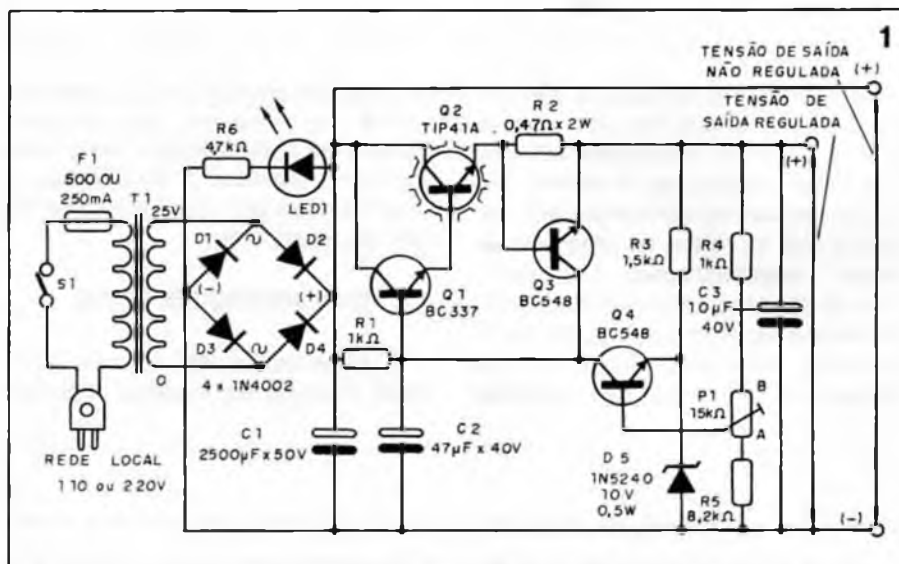 1
TENSÃO DE SAÍDA
NÃO REGULADA (+)
TENSÃO DE
SAÍDA REGULADA
(+)
Q2
TIP41A
R2
0,47Ω x 2W
R6
47kΩ
LED1
F1
500 OU
250mA
T1
25V
S1
D1
D2
(-)
(+)
D3
D4
0
4 x 1N4002
REDE LOCAL
110 ou 220V
Q1
BC337
R1
1kΩ
Q3
BC548
Q4
BC548
R3
1,5kΩ
R4
1kΩ
C3
10µF
40V
P1
15kΩ
B
A
C1
2500µF x 50V
C2
47µF x 40V
D5
1N5240
10V
0,5W
R5
8,2kΩ
(-)